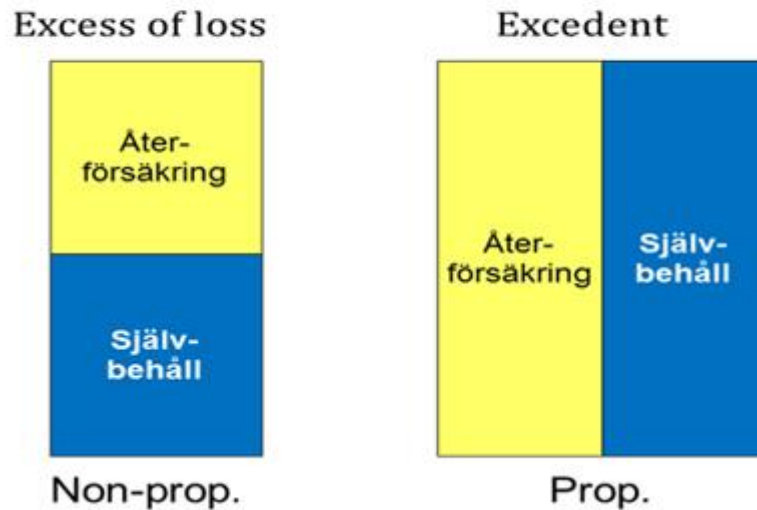 Excess of loss
Åter-
försäkring
Själv-
behåll
Non-prop.
Excedent
Åter-
försäkring
Själv-
behåll
Prop.